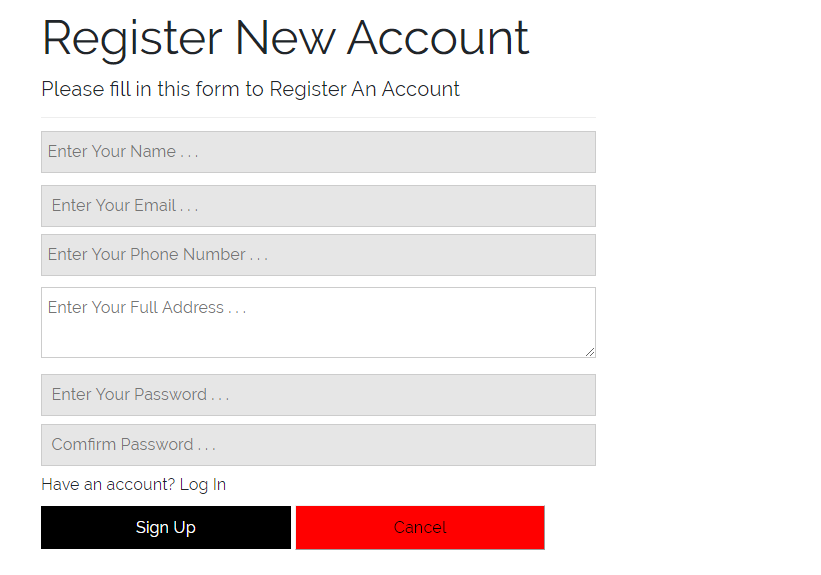 Register New Account
Please fill in this form to Register An Account
Enter Your Name . . .
Enter Your Email . . .
Enter Your Phone Number . . .
Enter Your Full Address . . .
Enter Your Password . . .
Comfirm Password . . .
Have an account? Log In
Sign Up Cancel